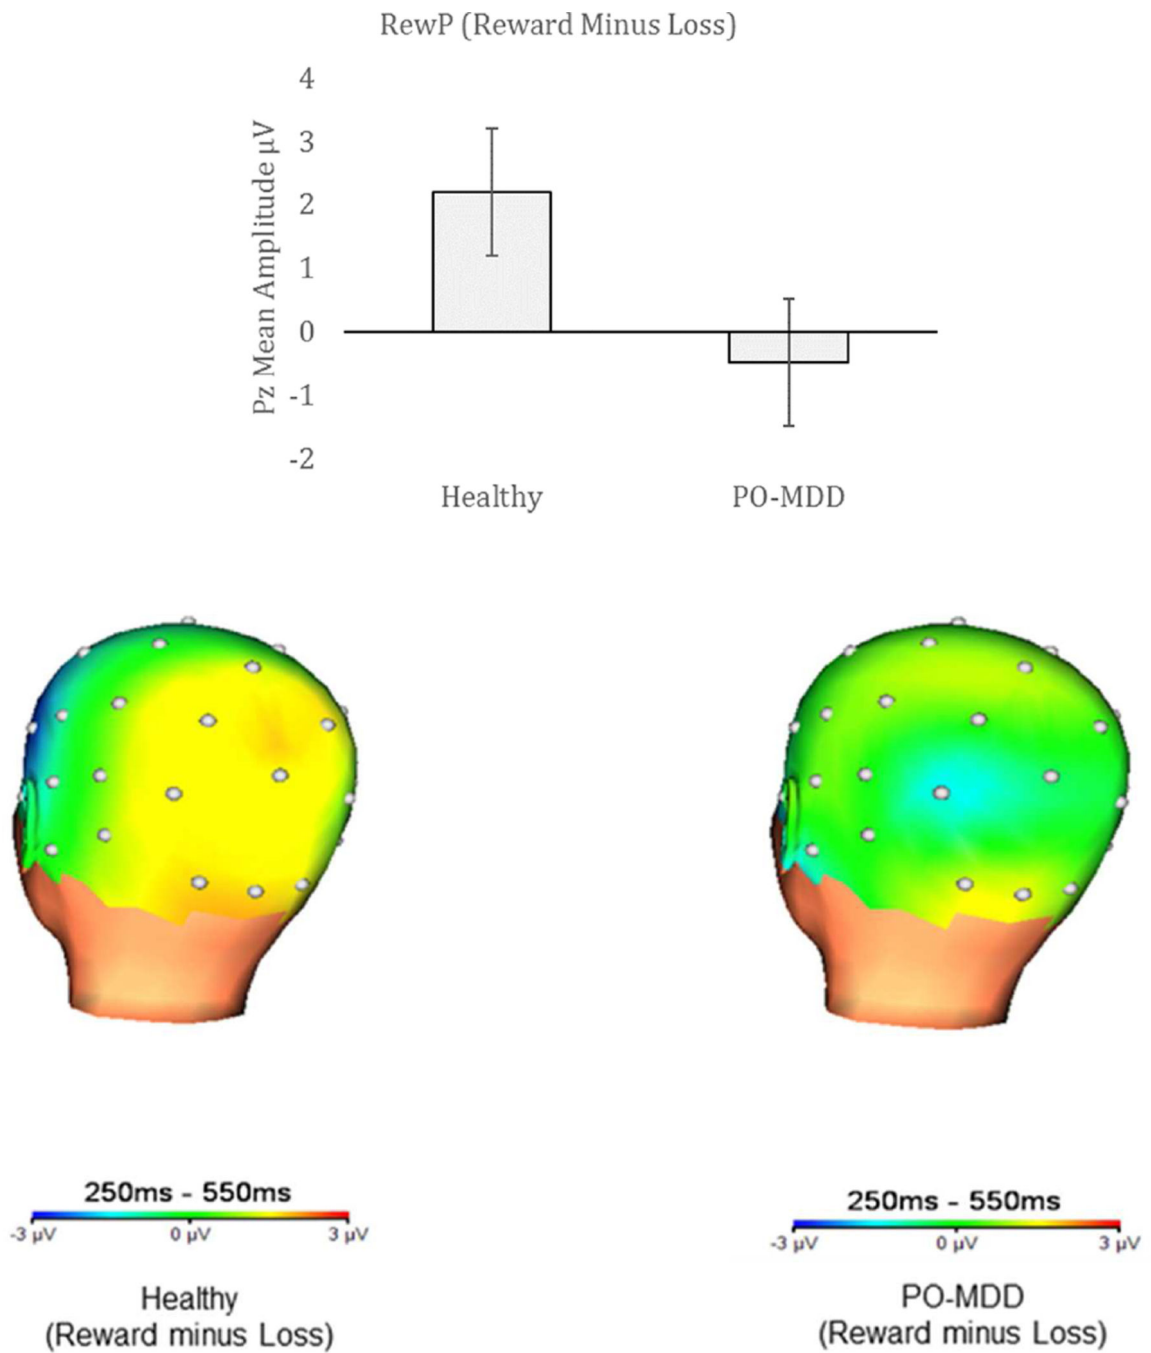 RewP (Reward Minus Loss)
Pz Mean Amplitude µV
4
3
2
1
0
-1
-2
Healthy
PO-MDD
250ms - 550ms
-3 µV
0 µV
3 µV
Healthy
(Reward minus Loss)
250ms - 550ms
-3 µV
0 µV
3 µV
PO-MDD
(Reward minus Loss)